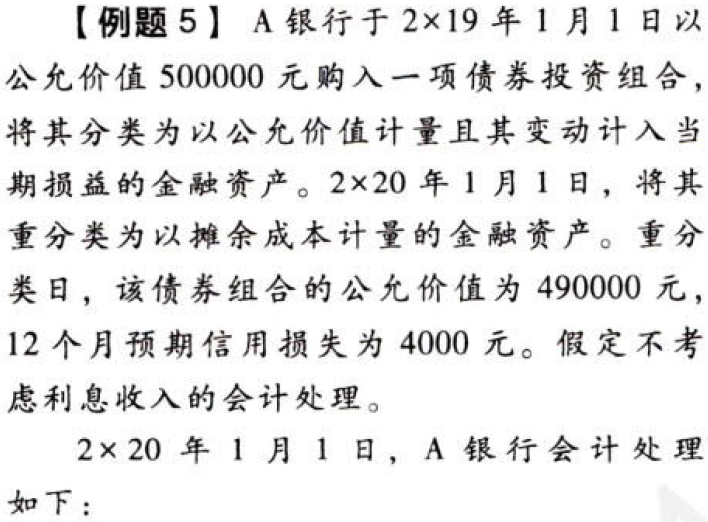 【例题5】 A银行于2×19年1月1日以
公允价值500000元购入一项债券投资组合，
将其分类为以公允价值计量且其变动计入当
期损益的金融资产。2×20年1月1日，将其
重分类为以摊余成本计量的金融资产。重分
类日，该债券组合的公允价值为490000元，
12个月预期信用损失为4000元。假定不考
虑利息收入的会计处理。
2×20年1月1日，A银行会计处理
如下：